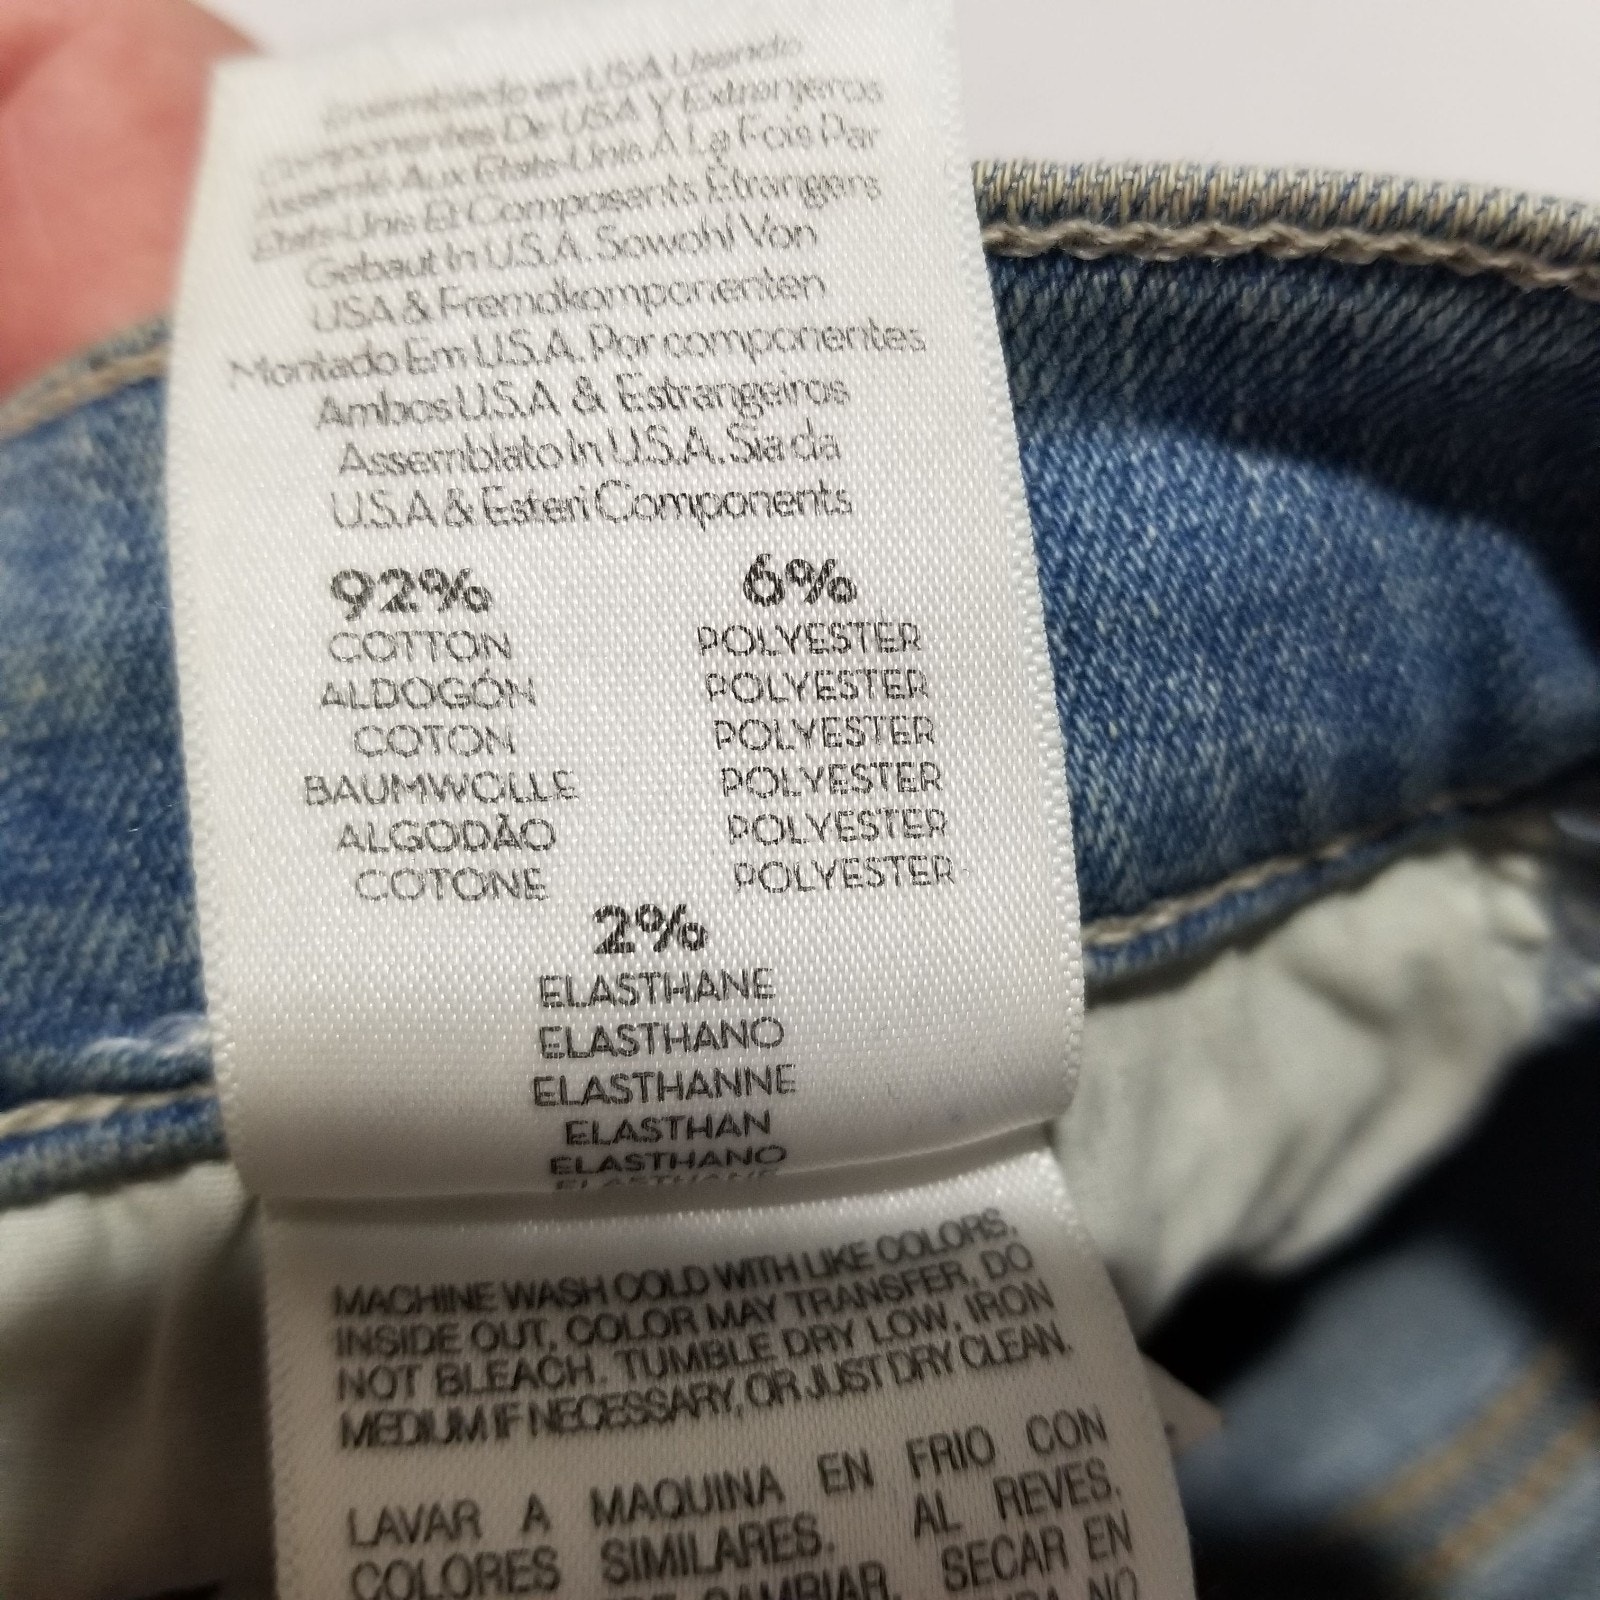 Ensamblado en USA Usando
Componentes De USA Y Extranjeros
Assemlé Aux États-Unis À La Fois Par
États-Unis Et Composents Étrangers
Gebaut In U.S.A. Sowohl Von
USA & Fremdkomponenten
Montado Em U.S.A. Por componentes
Ambos U.S.A & Estrangeiros
Assemblato In U.S.A. Sia da
U.S.A & Esteri Components
92% 6%
COTTON POLYESTER
ALDOGÓN POLYESTER
COTON POLYESTER
BAUMWOLLE POLYESTER
ALGODÃO POLYESTER
COTONE POLYESTER
2%
ELASTHANE
ELASTHANO
ELASTHANNE
ELASTHAN
ELASTHANO
MACHINE WASH COLD WITH LIKE COLORS,
INSIDE OUT, COLOR MAY TRANSFER, DO
NOT BLEACH. TUMBLE DRY LOW, IRON
MEDIUM IF NECESSARY, OR JUST DRY CLEAN.
LAVAR A MAQUINA EN FRIO CON
COLORES SIMILARES. AL REVES.
CAMBIAR. SECAR EN
NO